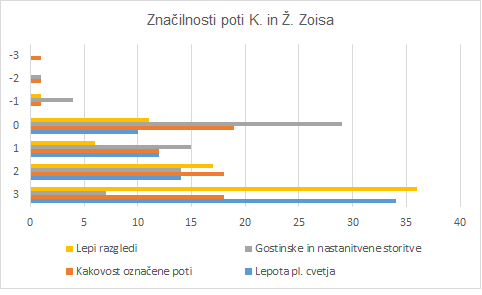 Značilnosti poti K. in Ž. Zoisa
-3
-2
-1
0
1
2
3
0 5 10 15 20 25 30 35 40
Lepi razgledi Gostinske in nastanitvene storitve
Kakovost označene poti Lepota pl. cvetja